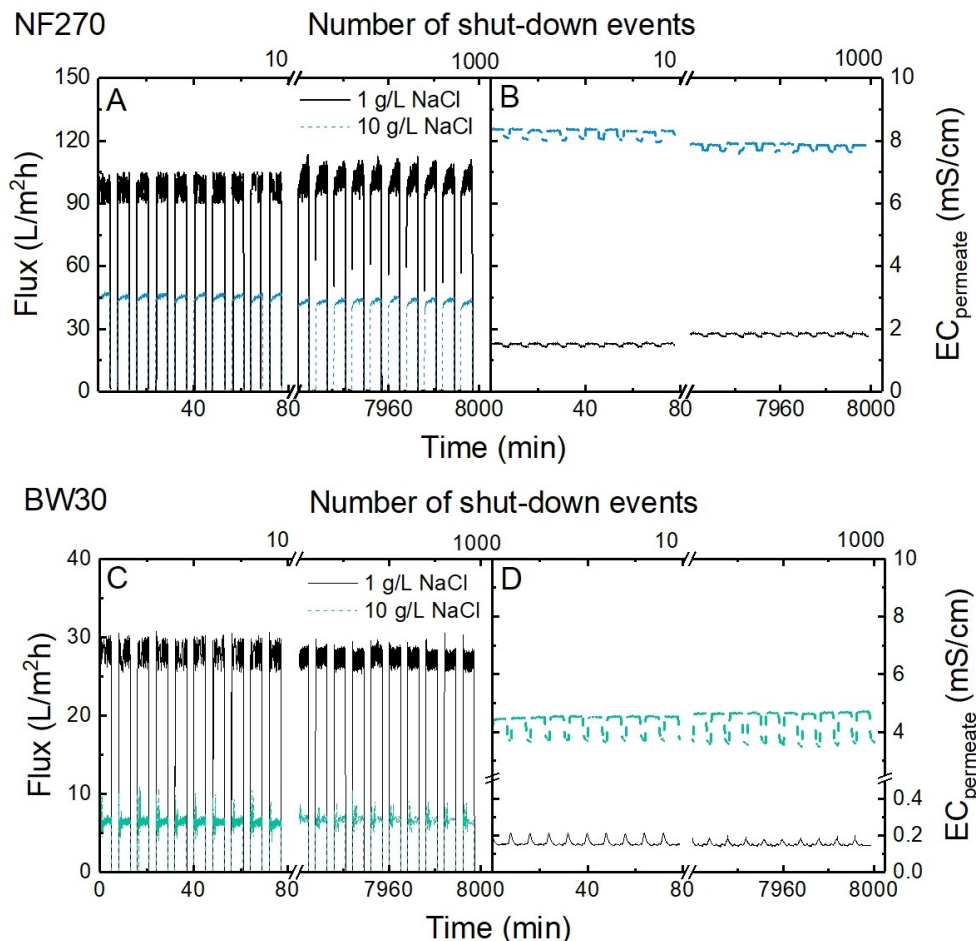 NF270
Number of shut-down events
10 1000 10 1000
A
1 g/L NaCl
10 g/L NaCl
B
Flux (L/m²h)
150
120
90
60
30
0
10
8
6
4
2
0
EC_permeate (mS/cm)
40 80 7960 8000 40 80 7960 8000
Time (min) Time (min)
BW30
Number of shut-down events
10 1000 10 1000
C
1 g/L NaCl
10 g/L NaCl
D
Flux (L/m²h)
40
30
20
10
0
10
8
6
4
0.4
0.2
0.0
EC_permeate (mS/cm)
0 40 80 7960 8000 40 80 7960 8000
Time (min) Time (min)